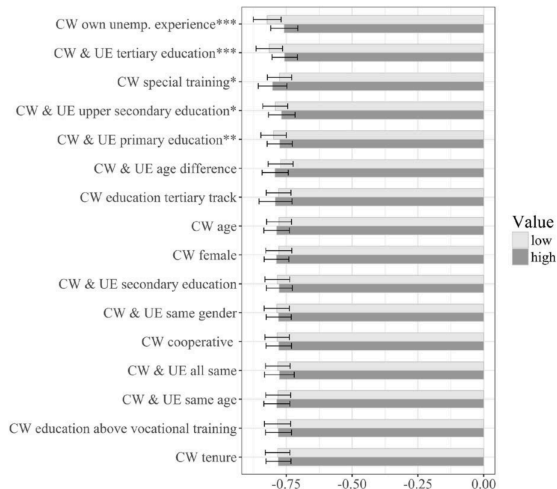 CW own unemp. experience***
CW & UE tertiary education***
CW special training*
CW & UE upper secondary education*
CW & UE primary education**
CW & UE age difference
CW education tertiary track
CW age
CW female
CW & UE secondary education
CW & UE same gender
CW cooperative
CW & UE all same
CW & UE same age
CW education above vocational training
CW tenure
-0.75 -0.50 -0.25 0.00
Value
low
high